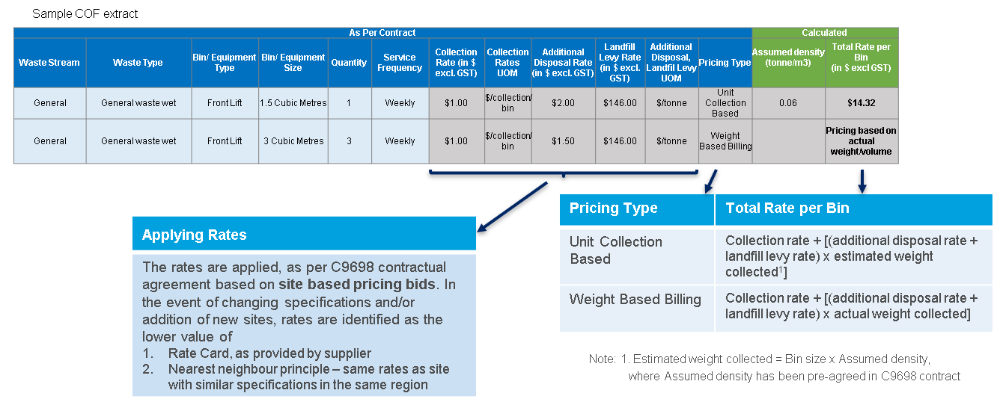 Sample COF extract
As Per Contract
Calculated
Waste Stream
Waste Type
Bin/ Equipment
Type
Bin/ Equipment
Size
Quantity
Service
Frequency
Collection
Rate (in $
excl. GST)
Collection
Rates
UOM
Additional
Disposal Rate
(in $ excl. GST)
Landfill
Levy Rate
(in $ excl.
GST)
Additional
Disposal,
Landfil Levy
UOM
Pricing Type
Assumed density
(tonne/m3)
Total Rate per
Bin
(in $ excl GST)
General
General waste wet
Front Lift
1.5 Cubic Metres
1
Weekly
$1.00
$/collection/
bin
$2.00
$146.00
$/tonne
Unit
Collection
Based
0.06
$14.32
General
General waste wet
Front Lift
3 Cubic Metres
3
Weekly
$1.00
$/collection/
bin
$1.50
$146.00
$/tonne
Weight
Based Billing
Pricing based on
actual
weight/volume
Applying Rates
The rates are applied, as per C9698 contractual
agreement based on site based pricing bids. In
the event of changing specifications and/or
addition of new sites, rates are identified as the
lower value of
1. Rate Card, as provided by supplier
2. Nearest neighbour principle – same rates as site
with similar specifications in the same region
Pricing Type
Total Rate per Bin
Unit Collection
Based
Collection rate + [(additional disposal rate +
landfill levy rate) x estimated weight
collected¹]
Weight Based Billing
Collection rate + [(additional disposal rate +
landfill levy rate) x actual weight collected]
Note: 1. Estimated weight collected = Bin size x Assumed density,
where Assumed density has been pre-agreed in C9698 contract